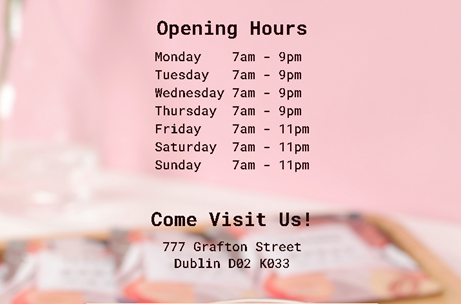 Opening Hours
Monday 7am - 9pm
Tuesday 7am - 9pm
Wednesday 7am - 9pm
Thursday 7am - 9pm
Friday 7am - 11pm
Saturday 7am - 11pm
Sunday 7am - 11pm
Come Visit Us!
777 Grafton Street
Dublin D02 K033